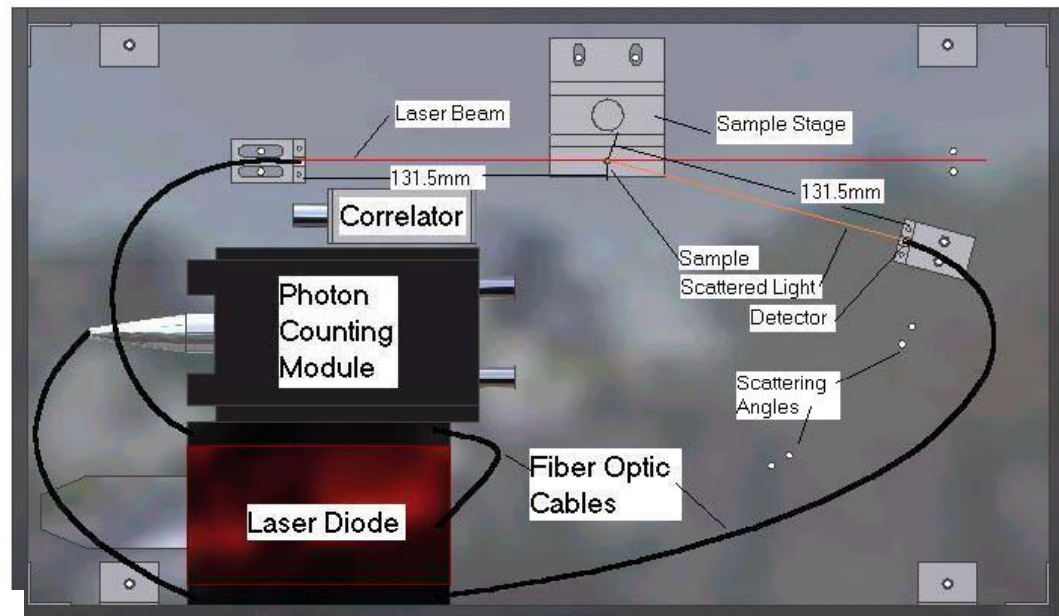 Laser Beam
Sample Stage
131.5mm
131.5mm
Correlator
Sample
Scattered Light
Detector
Photon
Counting
Module
Scattering
Angles
Fiber Optic
Cables
Laser Diode